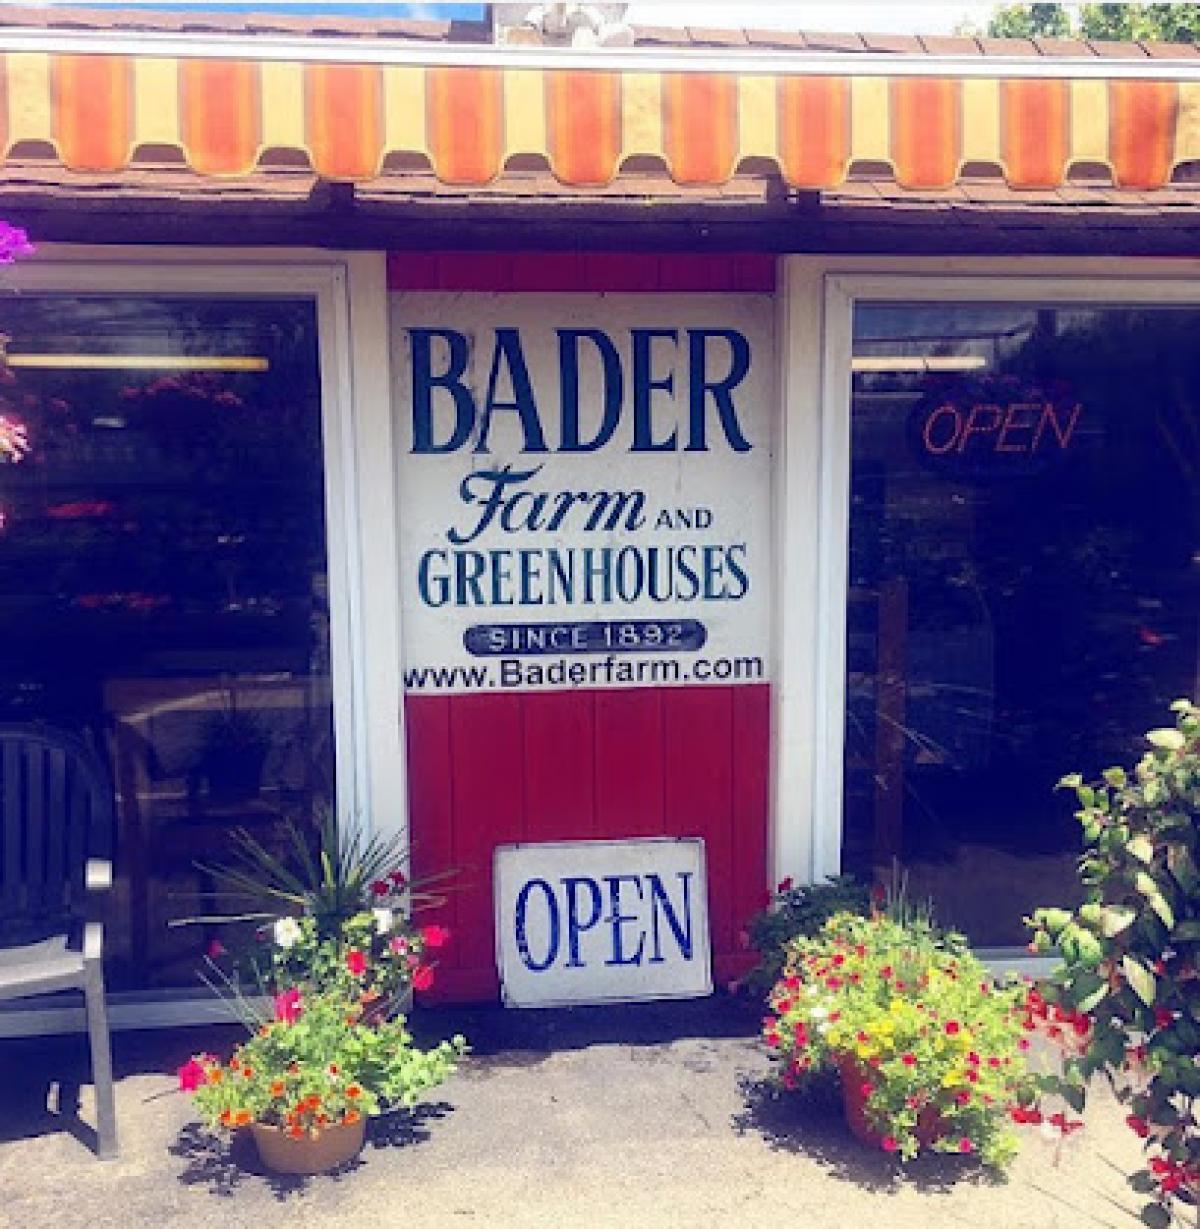 BADER
Farm AND
GREENHOUSES
SINCE 1892
www.Baderfarm.com
OPEN
OPEN